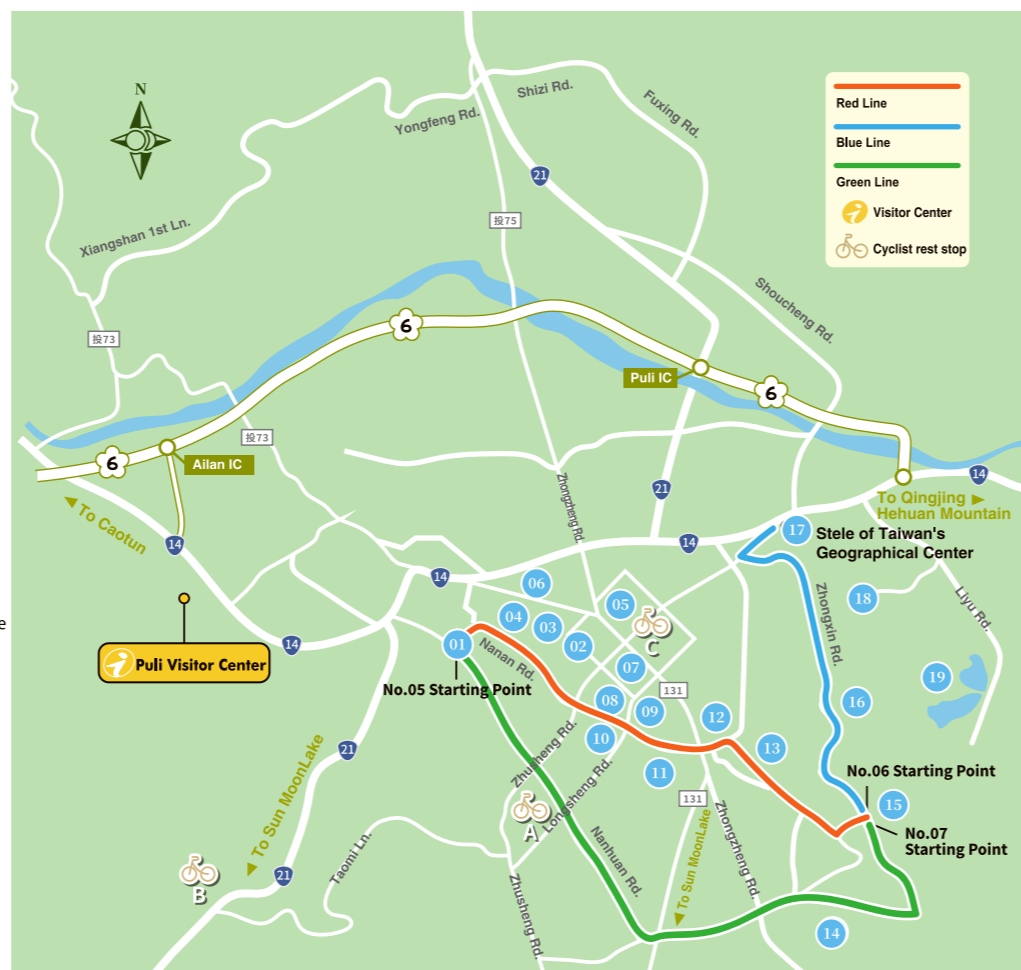 N
Shizi Rd.
Fuxing Rd.
Yongfeng Rd.
Red Line
Blue Line
Green Line
Visitor Center
Cyclist rest stop
21
投75
Xiangshan 1st Ln.
Shoucheng Rd.
投73
6
Puli IC
6
投73
6
Ailan IC
Zhongzheng Rd.
21
14
To Caotun
To Qingjing
Hehuan Mountain
14
14
14
17
Stele of Taiwan's
Geographical Center
06
05
04
03
02
01
C
18
Liyu Rd.
Zhongxin Rd.
Puli Visitor Center
14
Nanan Rd.
No.05 Starting Point
07
131
19
08
09
16
12
10
13
21
Zhusheng Rd.
11
No.06 Starting Point
Longsheng Rd.
A
131
15
No.07
Starting Point
To Sun MoonLake
Taomi Ln.
Nanhuan Rd.
Zhongzheng Rd.
To Sun MoonLake
B
21
Zhusheng Rd.
14
e